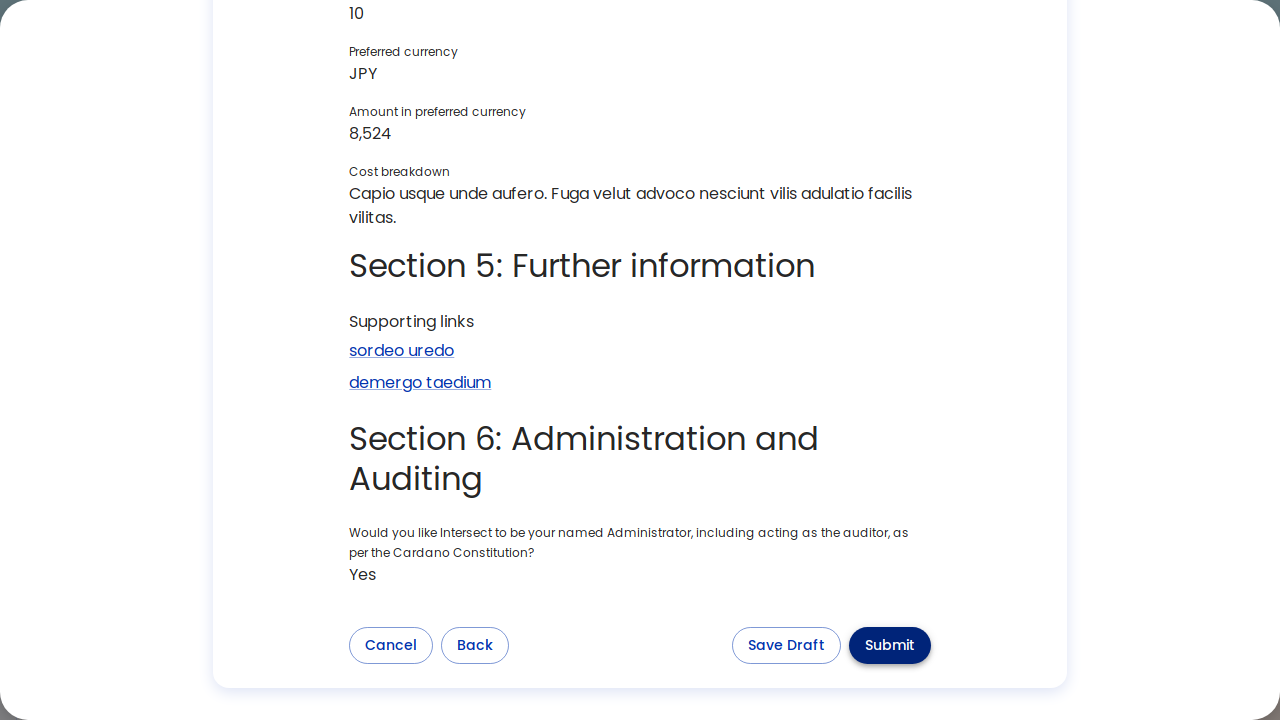 10
Preferred currency
JPY
Amount in preferred currency
8,524
Cost breakdown
Capio usque unde aufero. Fuga velut advoco nesciunt vilis adulatio facilis
vilitas.
Section 5: Further information
Supporting links
sordeo uredo
demergo taedium
Section 6: Administration and
Auditing
Would you like Intersect to be your named Administrator, including acting as the auditor, as
per the Cardano Constitution?
Yes
Cancel Back Save Draft Submit